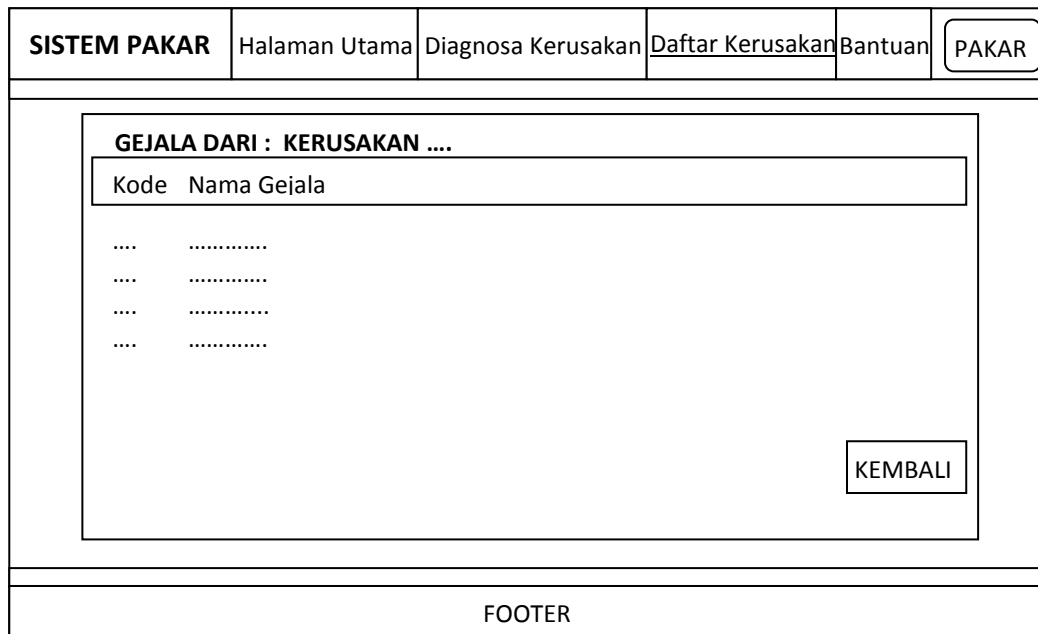 SISTEM PAKAR Halaman Utama Diagnosa Kerusakan Daftar Kerusakan Bantuan PAKAR
GEJALA DARI : KERUSAKAN ....
Kode Nama Gejala
.... .............
.... .............
.... .............
.... .............
KEMBALI
FOOTER